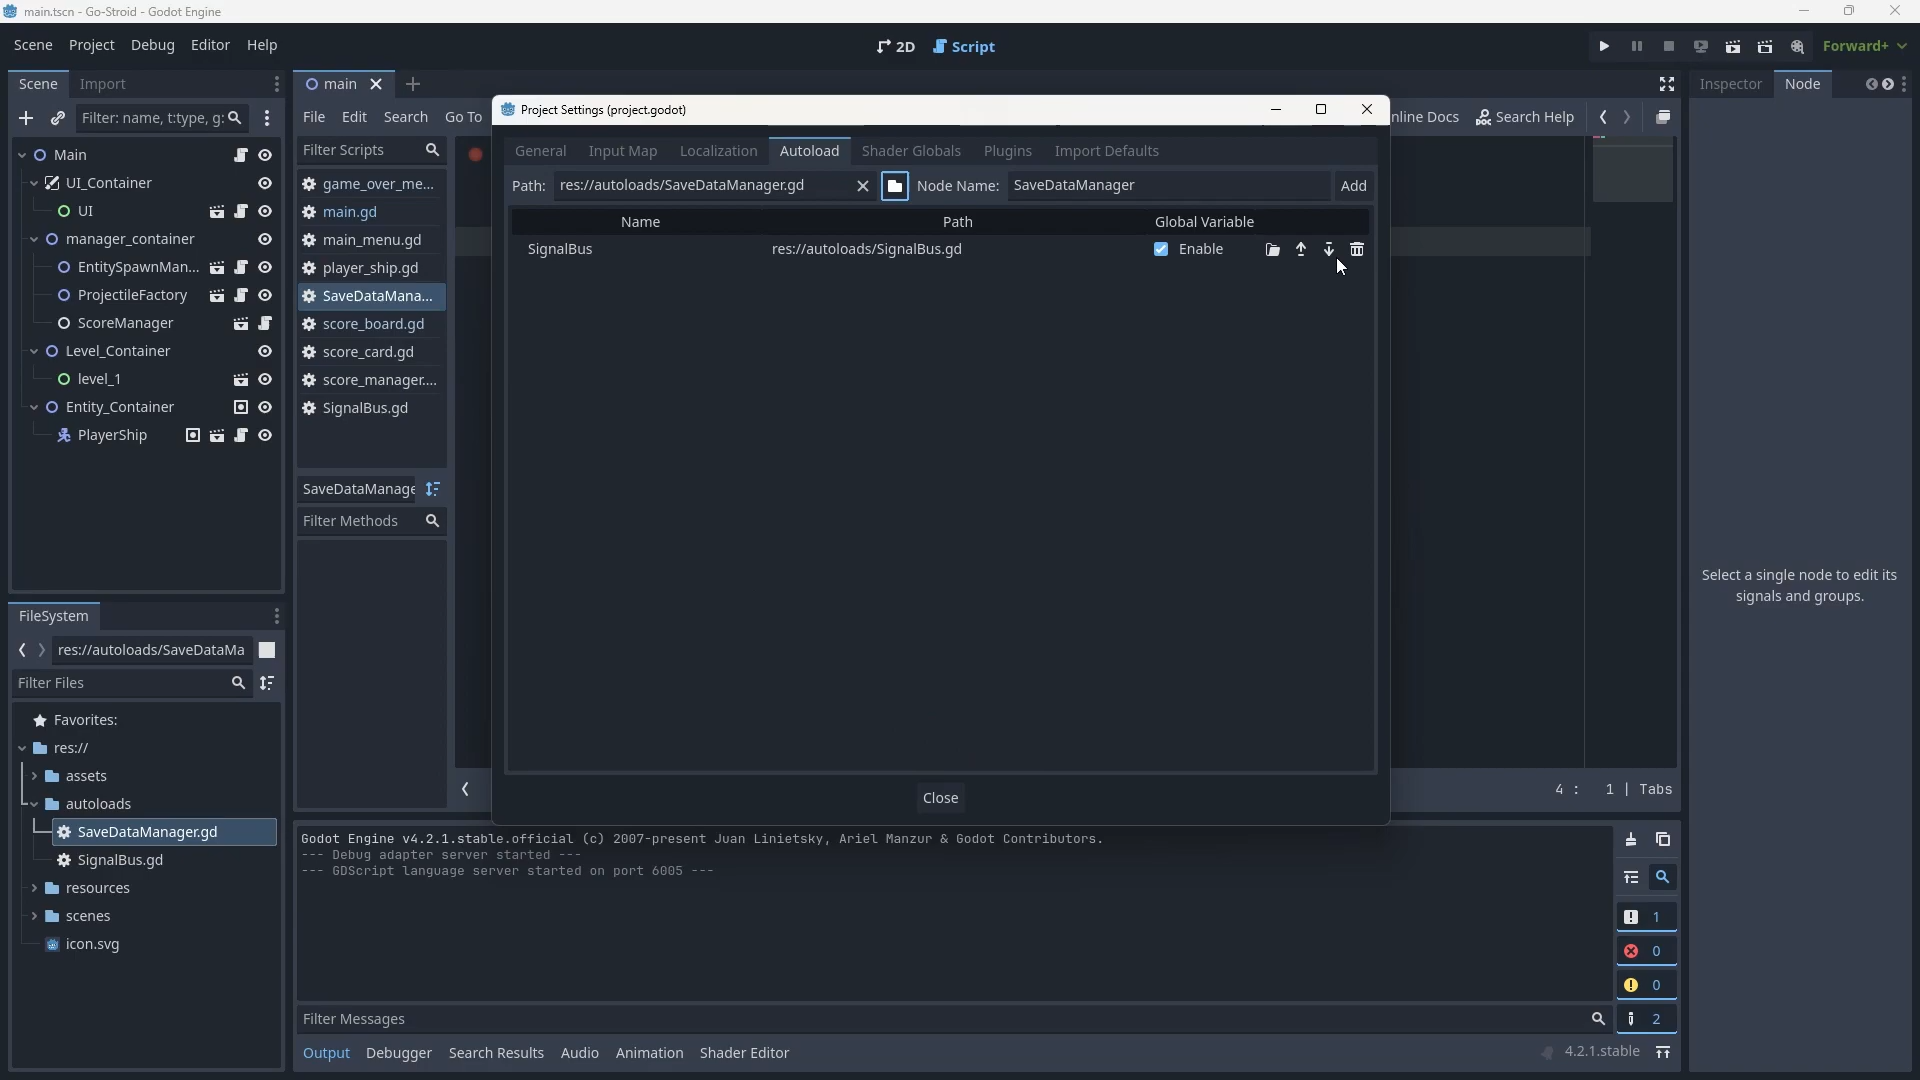 main.tscn - Go-Stroid - Godot Engine
Scene Project Debug Editor Help
2D Script
Forward+
Scene Import
main
Inspector Node
Filter: name, t:type, g:
File Edit Search Go To
nline Docs Search Help
Project Settings (project.godot)
General Input Map Localization Autoload Shader Globals Plugins Import Defaults
Path: res://autoloads/SaveDataManager.gd Node Name: SaveDataManager Add
Name Path Global Variable
SignalBus res://autoloads/SignalBus.gd Enable
Close
Main
UI_Container
UI
manager_container
EntitySpawnMan...
ProjectileFactory
ScoreManager
Level_Container
level_1
Entity_Container
PlayerShip
Filter Scripts
game_over_me...
main.gd
main_menu.gd
player_ship.gd
SaveDataMana...
score_board.gd
score_card.gd
score_manager....
SignalBus.gd
SaveDataManage
Filter Methods
Select a single node to edit its
signals and groups.
4 : 1 | Tabs
FileSystem
res://autoloads/SaveDataMa
Filter Files
Favorites:
res://
assets
autoloads
SaveDataManager.gd
SignalBus.gd
resources
scenes
icon.svg
Godot Engine v4.2.1.stable.official (c) 2007-present Juan Linietsky, Ariel Manzur & Godot Contributors.
--- Debug adapter server started ---
--- GDScript language server started on port 6005 ---
1
0
0
2
Filter Messages
Output Debugger Search Results Audio Animation Shader Editor
4.2.1.stable